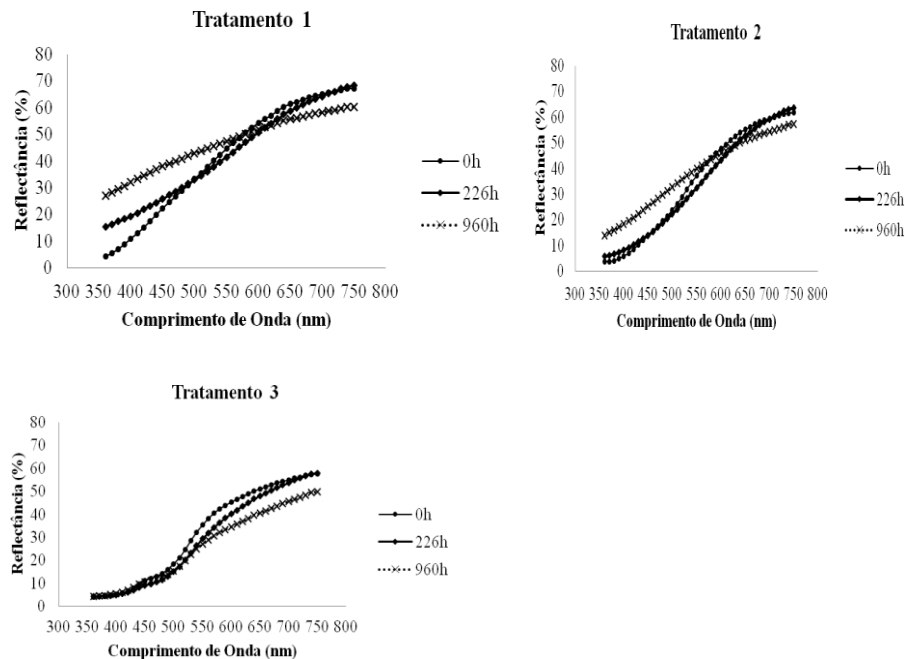 Tratamento 1
80
70
60
50
40
30
20
10
0
Reflectância (%)
300 350 400 450 500 550 600 650 700 750 800
Comprimento de Onda (nm)
0h
226h
960h
Tratamento 2
80
70
60
50
40
30
20
10
0
Reflectância (%)
300 350 400 450 500 550 600 650 700 750 800
Comprimento de Onda (nm)
0h
226h
960h
Tratamento 3
80
70
60
50
40
30
20
10
0
Reflectância (%)
300 350 400 450 500 550 600 650 700 750 800
Comprimento de Onda (nm)
0h
226h
960h